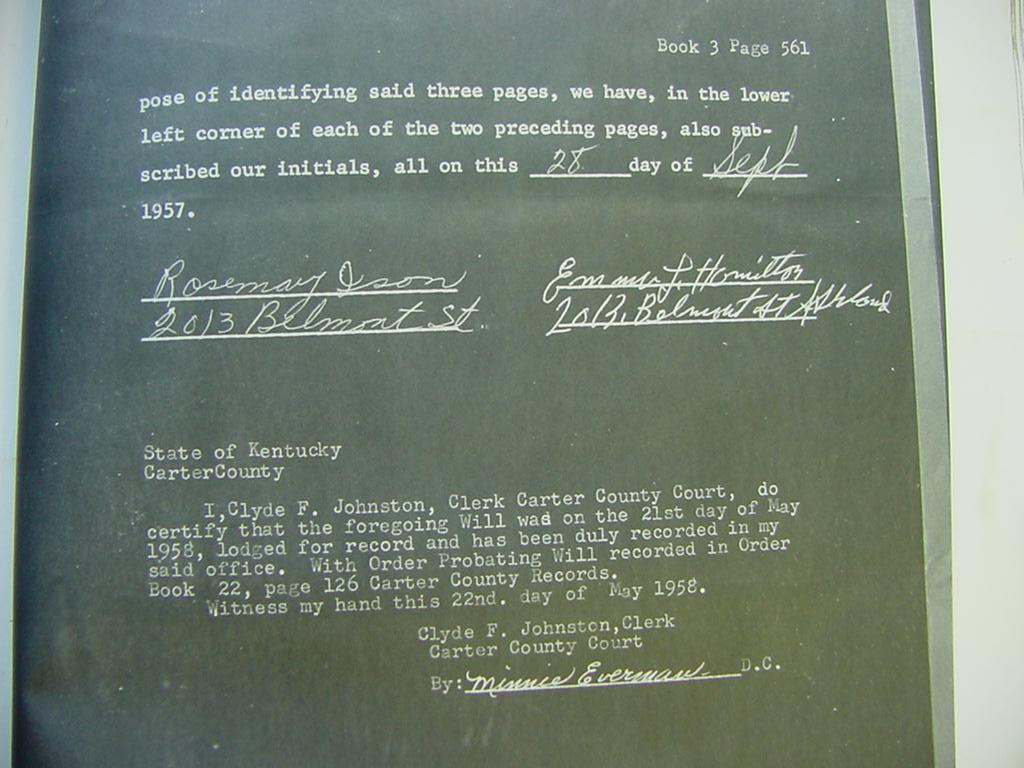 Book 3 Page 561
pose of identifying said three pages, we have, in the lower
left corner of each of the two preceding pages, also sub-
scribed our initials, all on this 28 day of Sept
1957.
Rosemay Ison
2013 Belmont St.
Emma L. Hamilton
2013, Belmont St Ashland
State of Kentucky
CarterCounty
I,Clyde F. Johnston, Clerk Carter County Court, do
certify that the foregoing Will was on the 21st day of May
1958, lodged for record and has been duly recorded in my
said office. With Order Probating Will recorded in Order
Book 22, page 126 Carter County Records.
Witness my hand this 22nd. day of May 1958.
Clyde F. Johnston,Clerk
Carter County Court
By: Minnie Everman D.C.